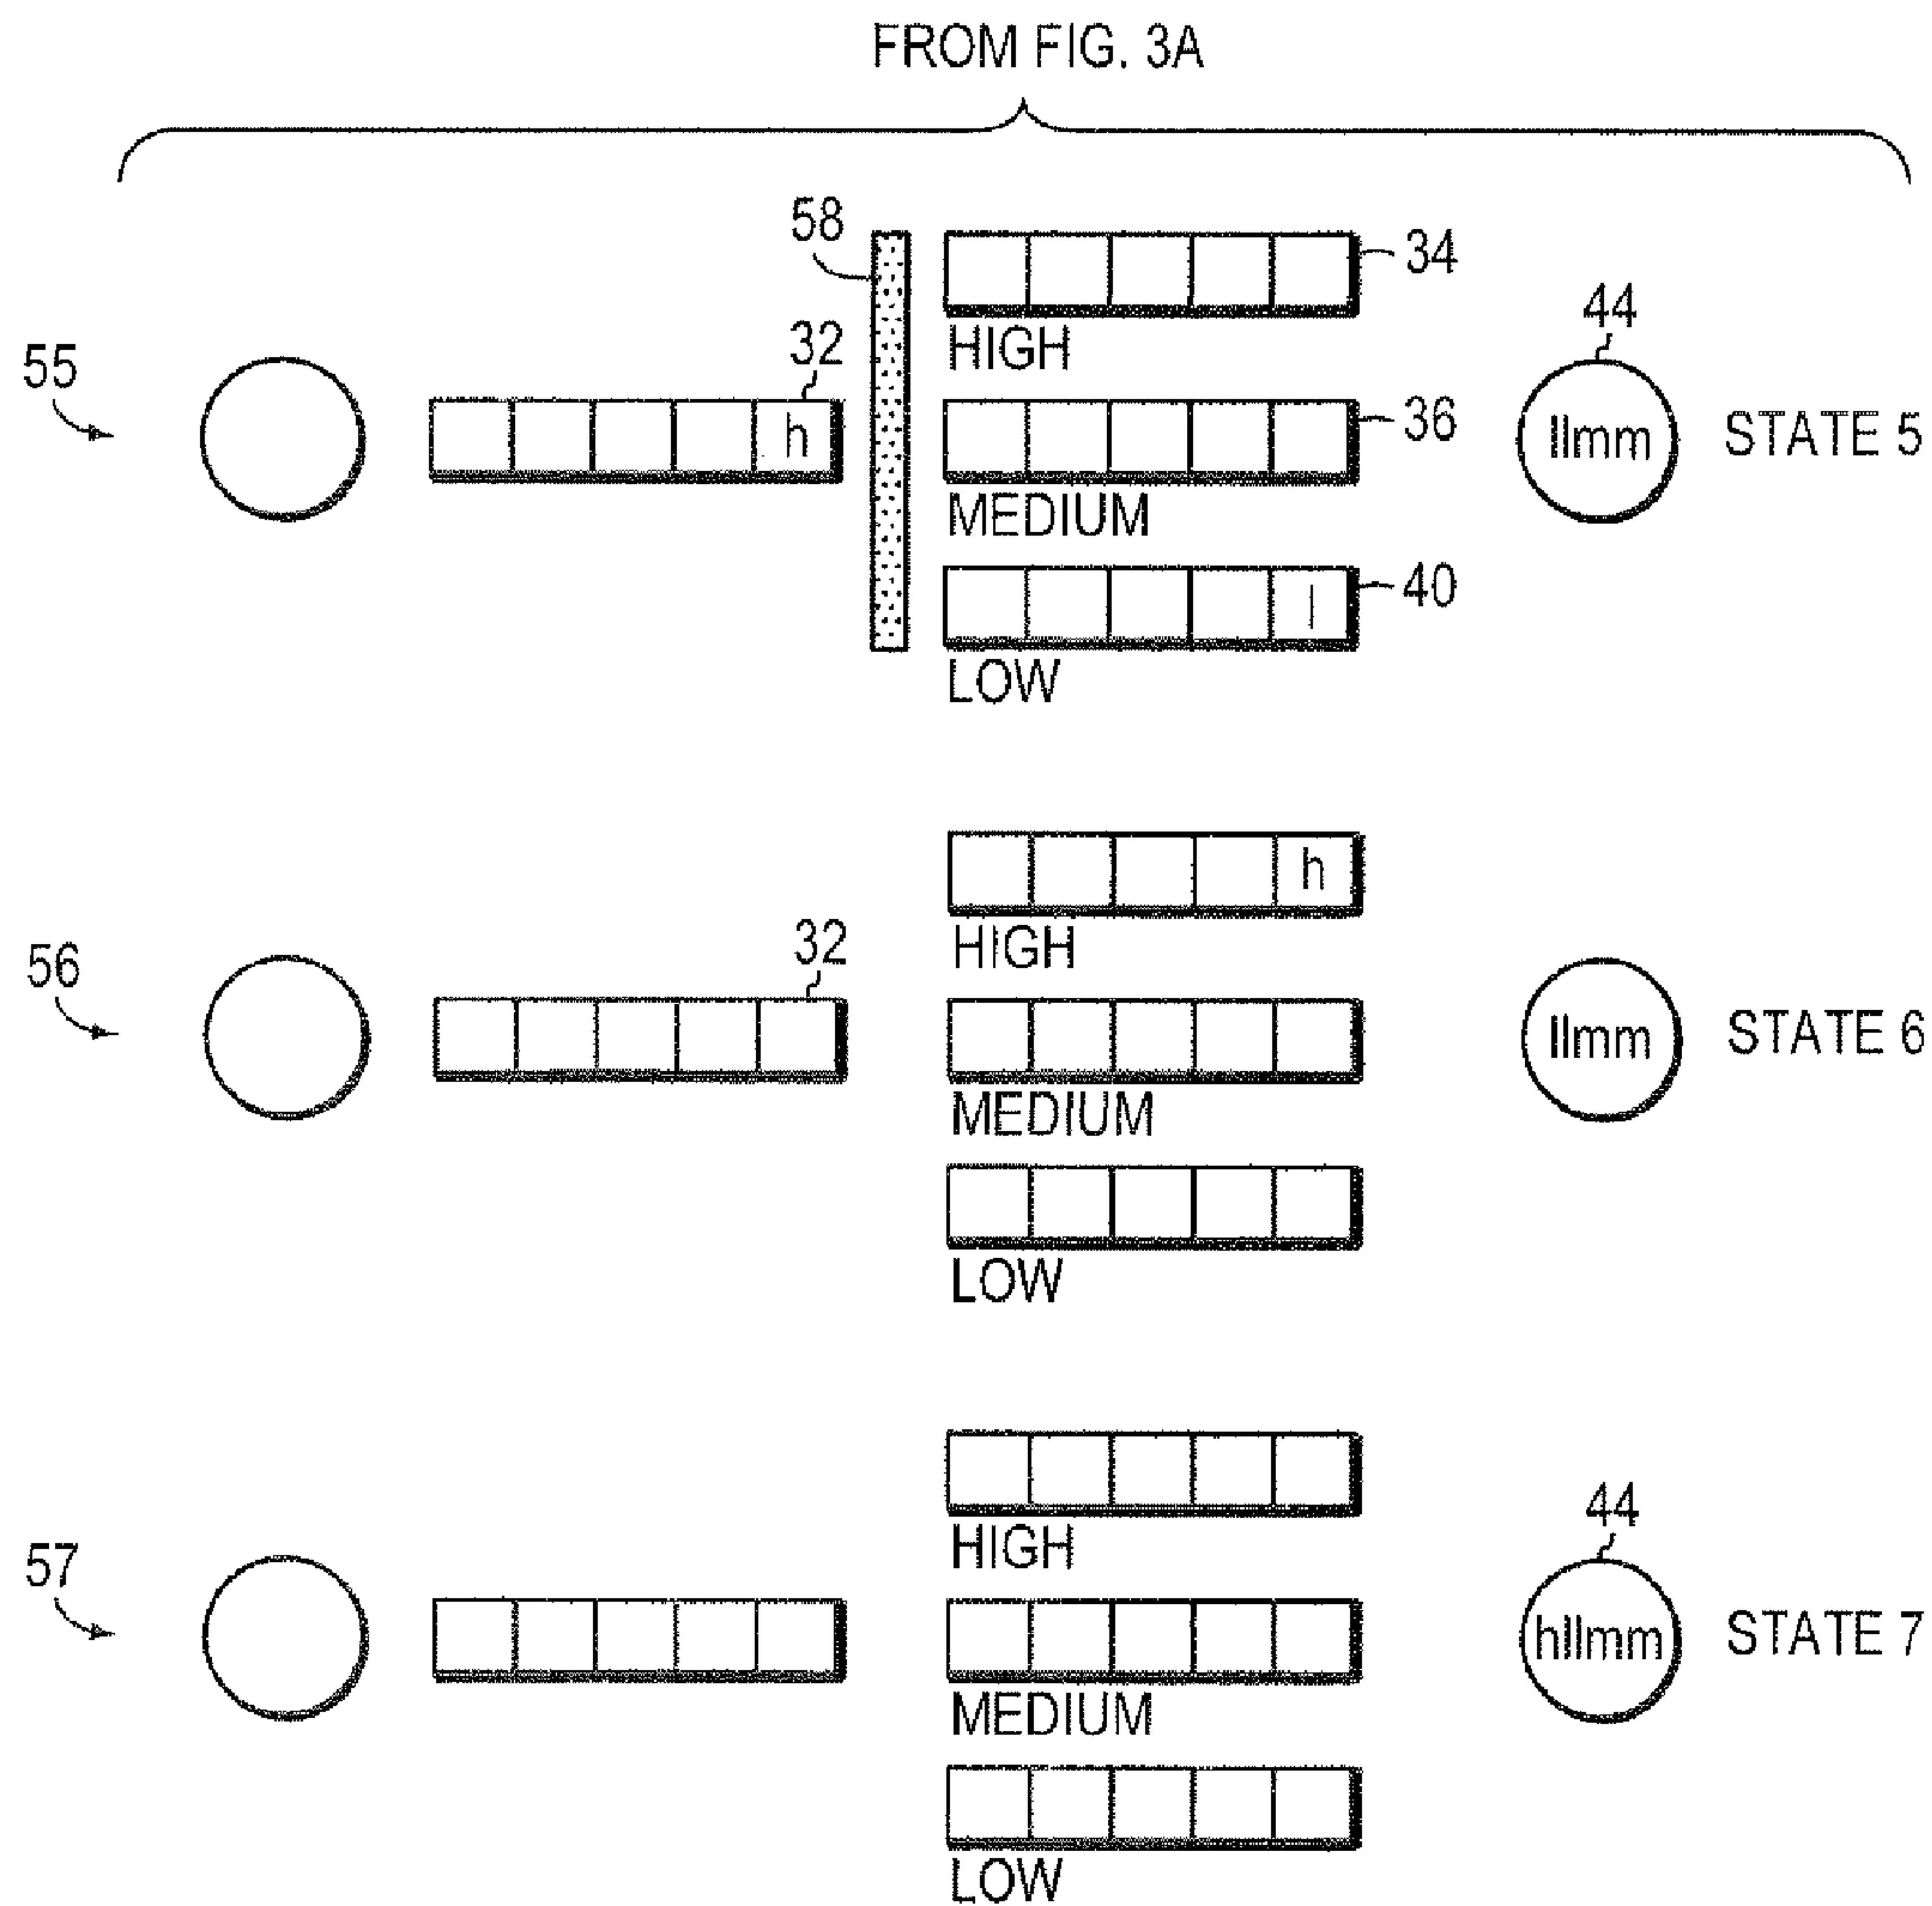 FROM FIG. 3A
58
34
HIGH
55
32
h
36
MEDIUM
44
llmm
STATE 5
l
40
LOW
h
HIGH
56
32
MEDIUM
llmm
STATE 6
LOW
HIGH
57
MEDIUM
44
hllmm
STATE 7
LOW